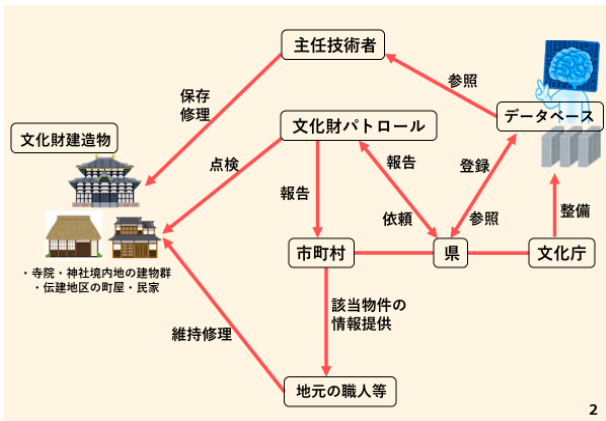 主任技術者
参照
保存
修理
データベース
文化財建造物
文化財パトロール
点検
報告
登録
報告
依頼
参照
整備
市町村
県
文化庁
・寺院・神社境内地の建物群
・伝建地区の町屋・民家
該当物件の
情報提供
維持修理
地元の職人等
2